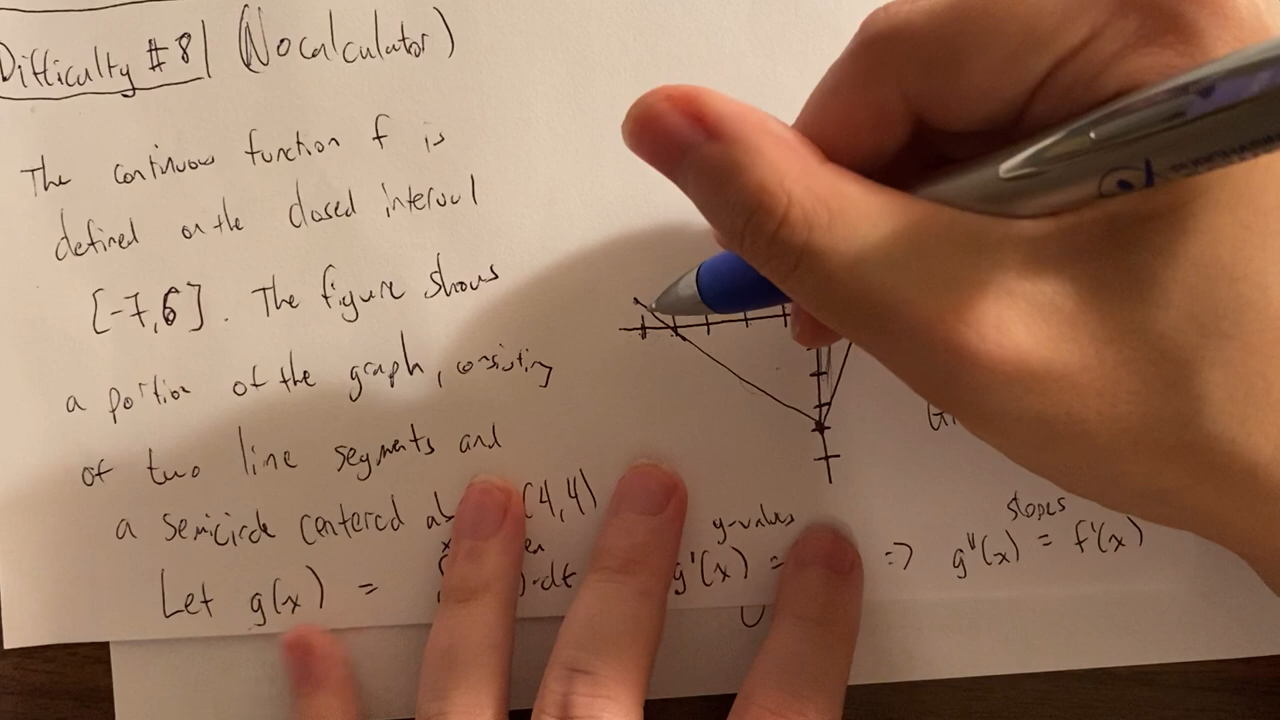 Difficulty #8 (No calculator)
The continuous function f is
defined on the closed interval
[-7,6]. The figure shows
a portion of the graph, consisting
of two line segments and
a semicircle centered (4,4)
y-values
slopes
Let g(x) = ·dt g'(x) = => g"(x) = f'(x)